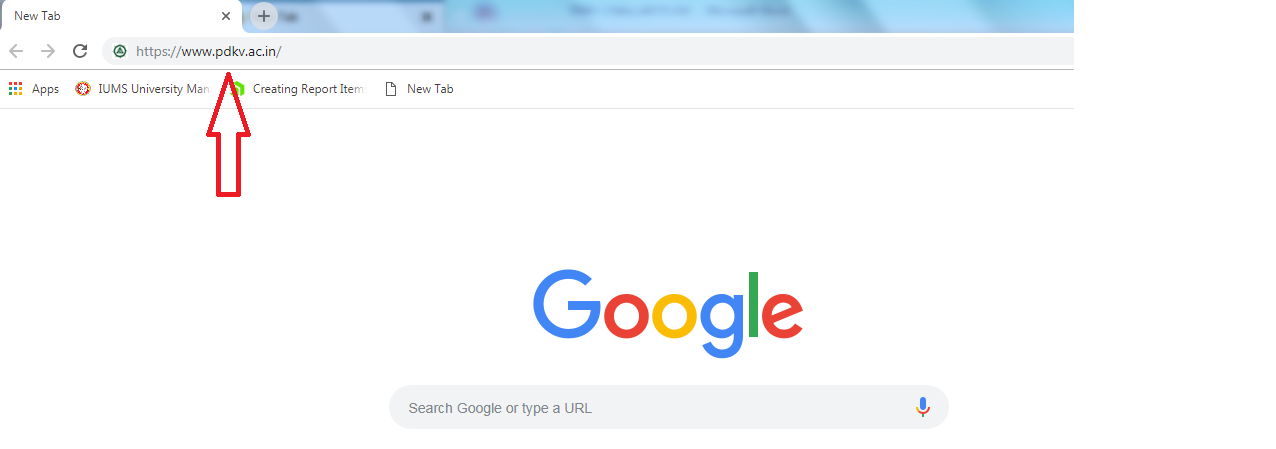 New Tab
https://www.pdkv.ac.in/
Apps IUMS University Man Creating Report Item New Tab
Google
Search Google or type a URL